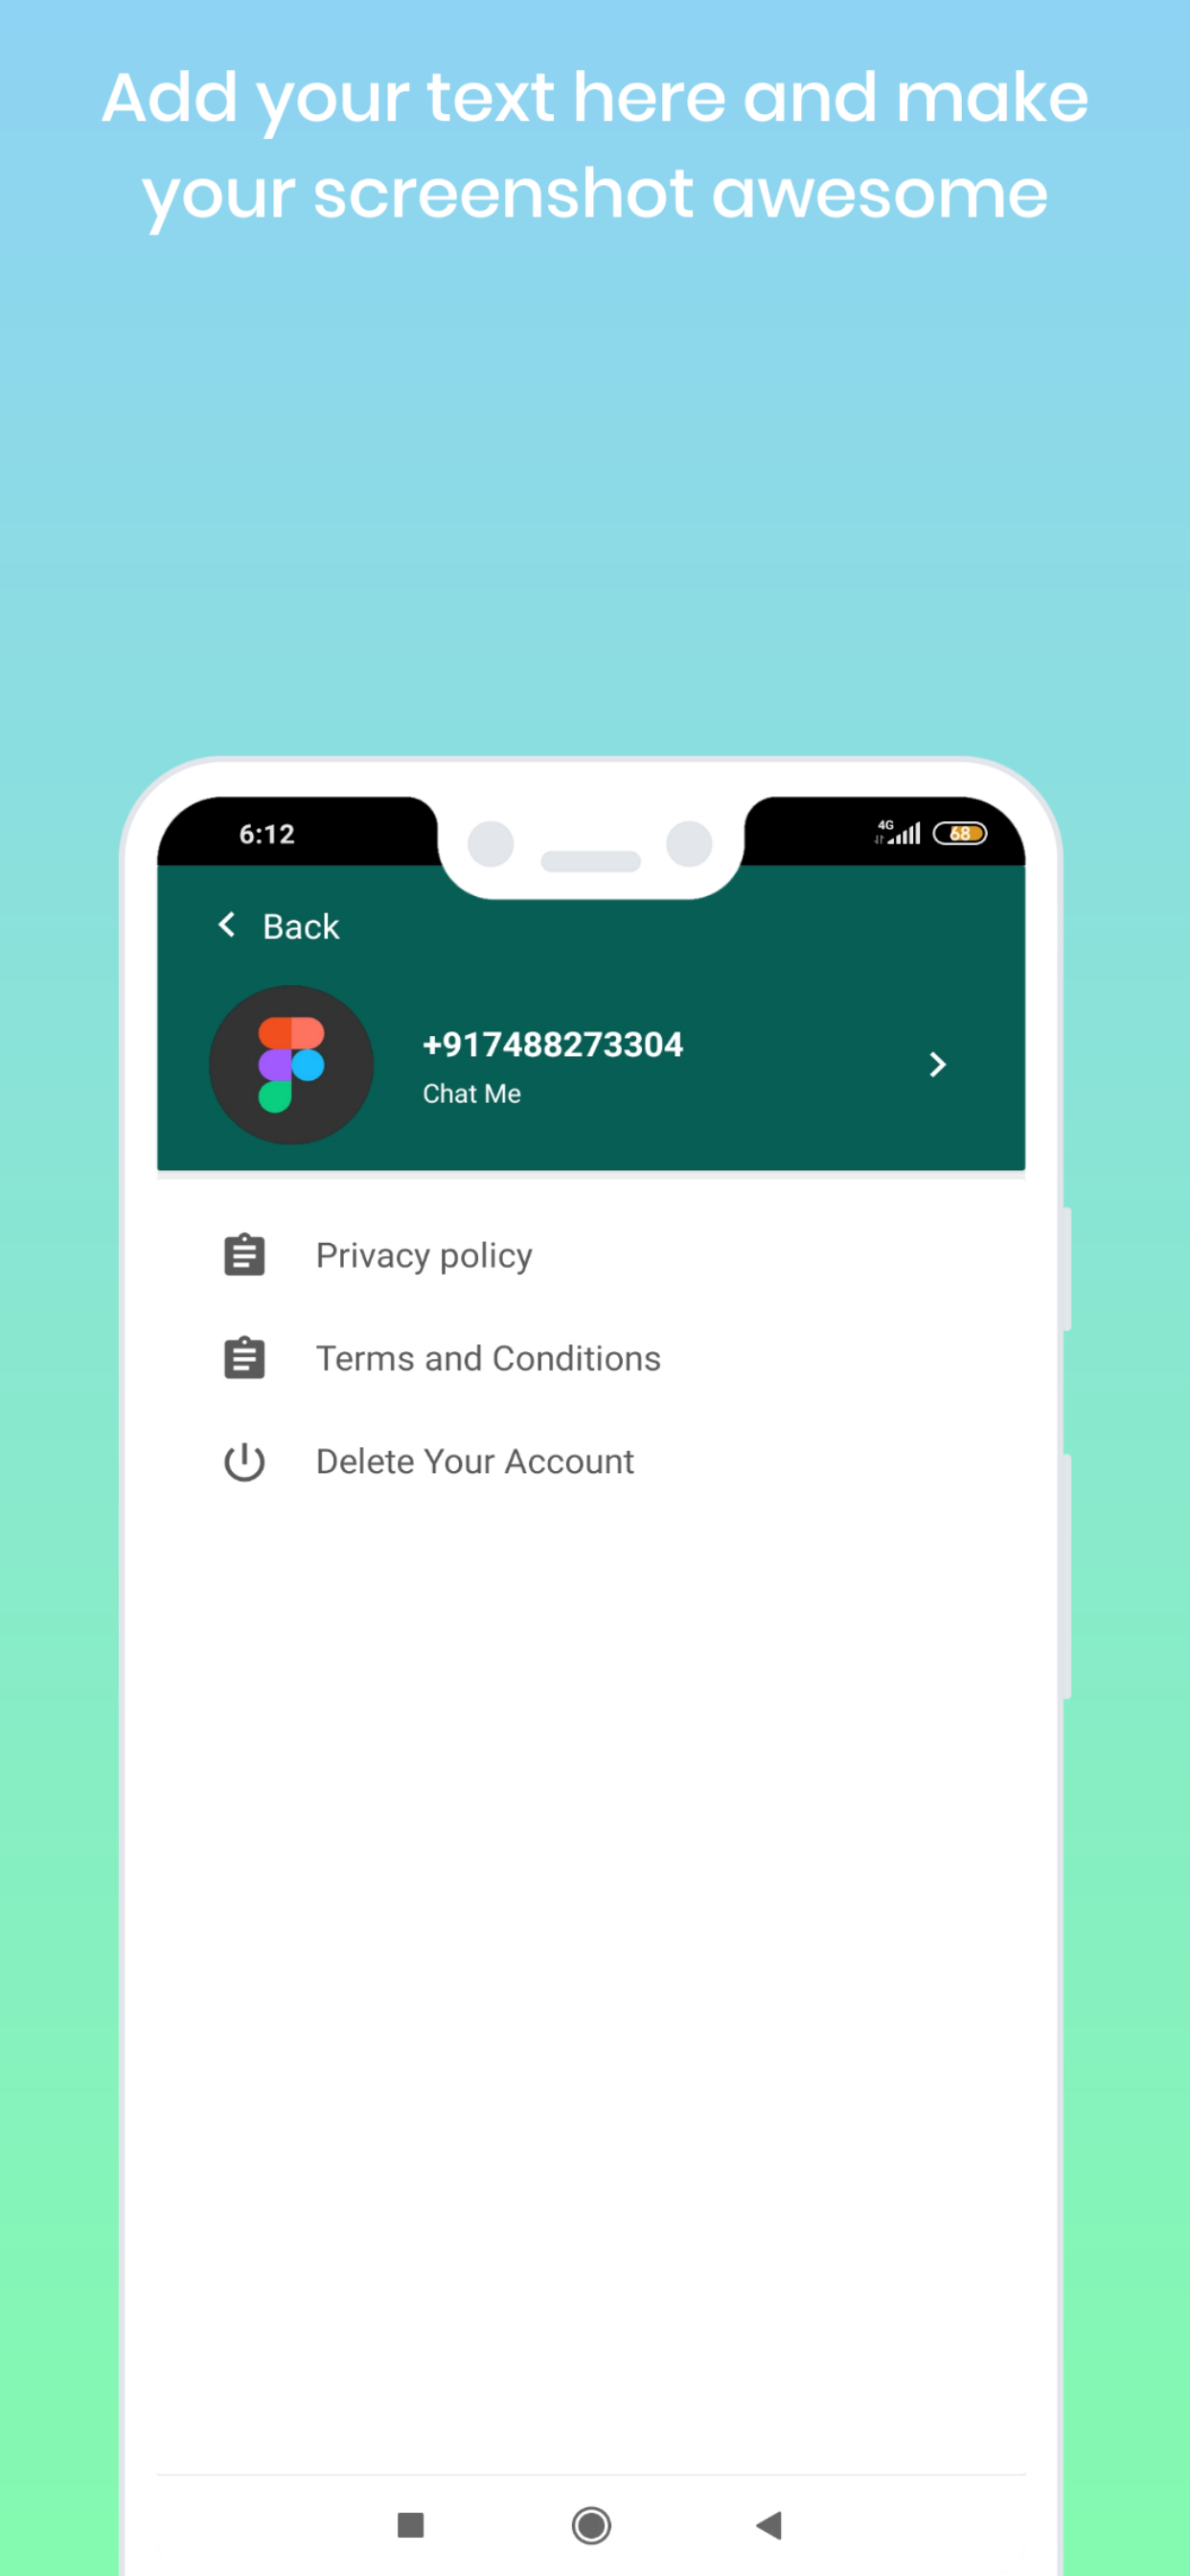 Add your text here and make
your screenshot awesome
6:12
4G
68
Back
+917488273304
Chat Me
Privacy policy
Terms and Conditions
Delete Your Account